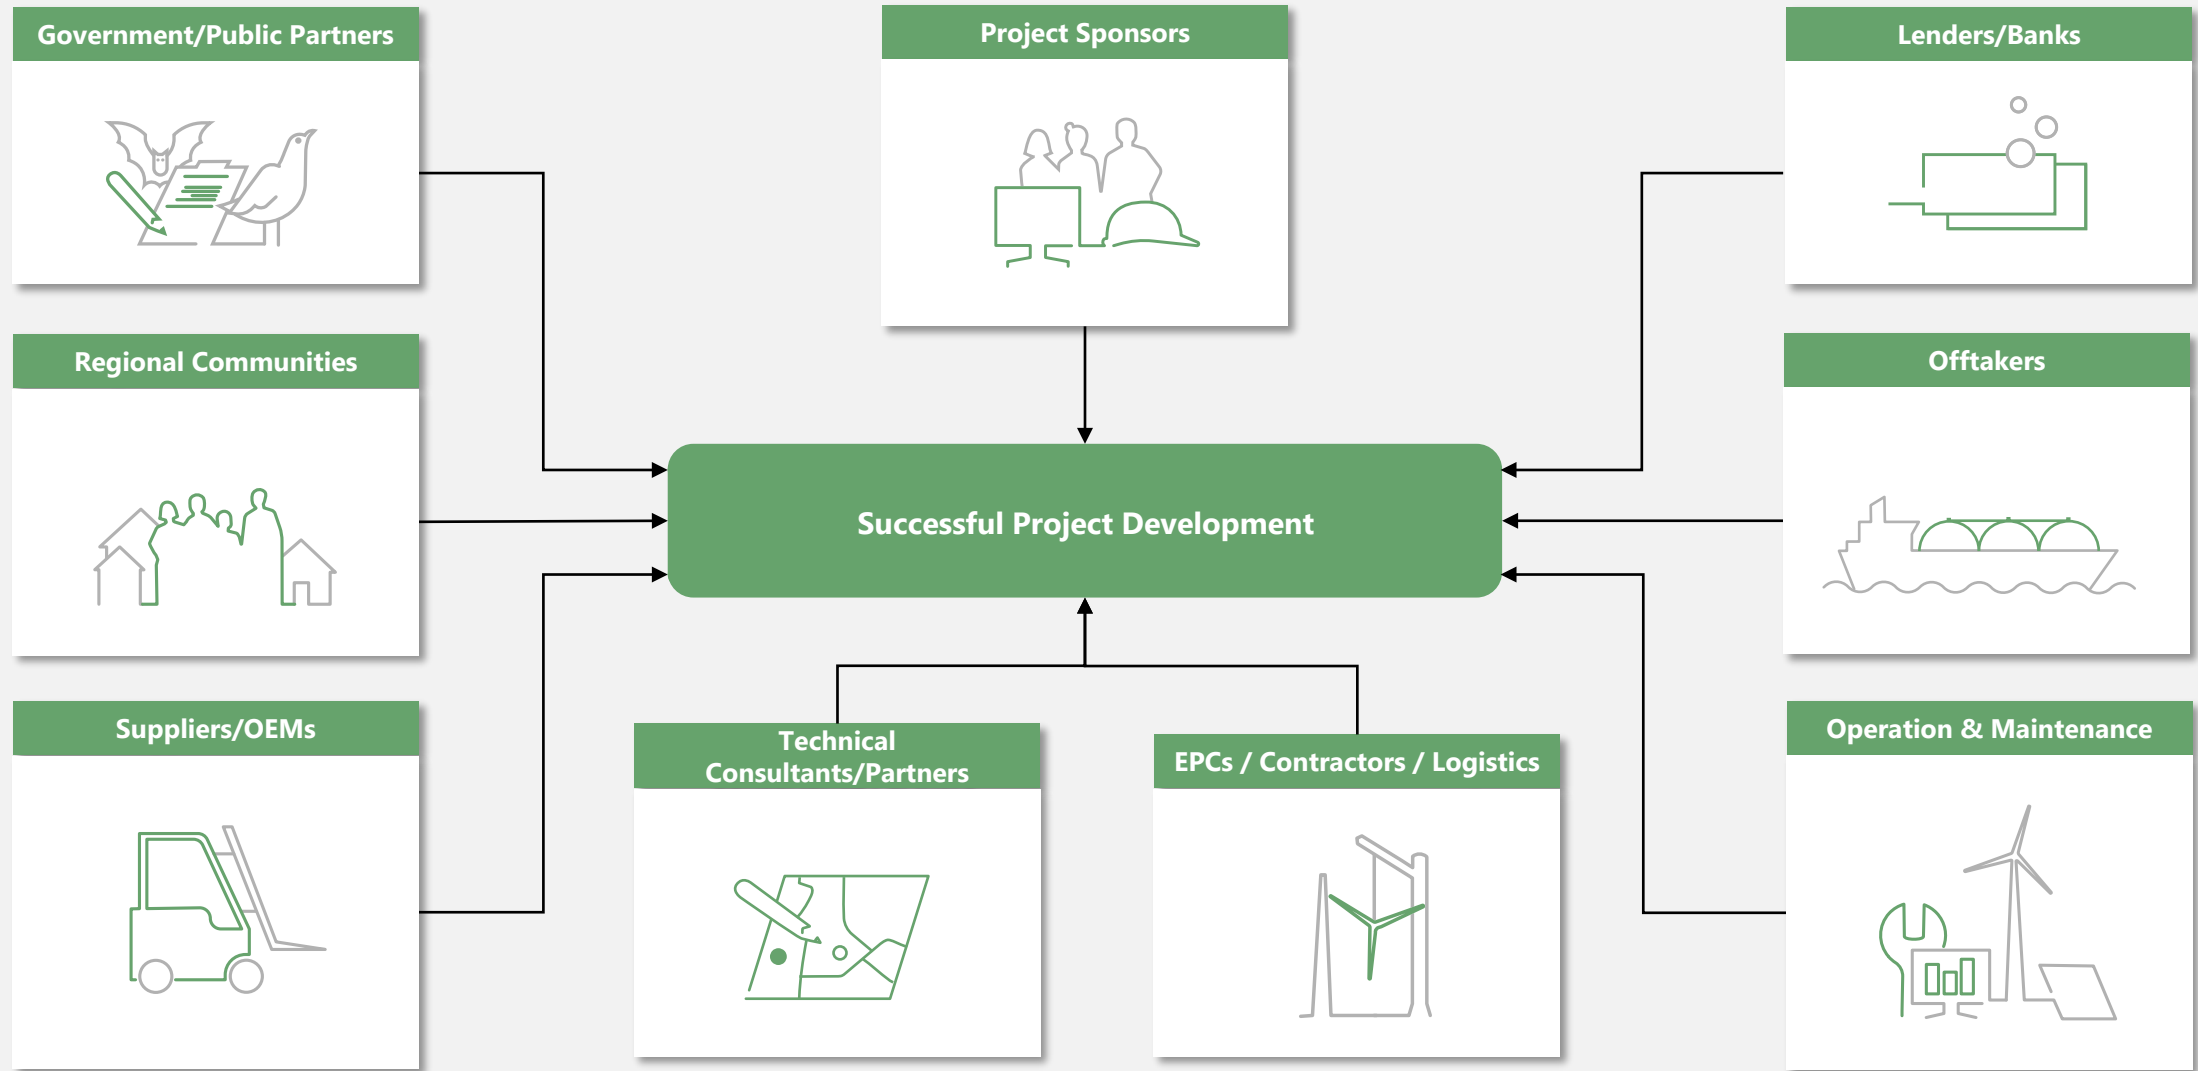 Government/Public Partners
Project Sponsors
Lenders/Banks
Regional Communities
Offtakers
Successful Project Development
Suppliers/OEMs
Technical
Consultants/Partners
EPCs / Contractors / Logistics
Operation & Maintenance